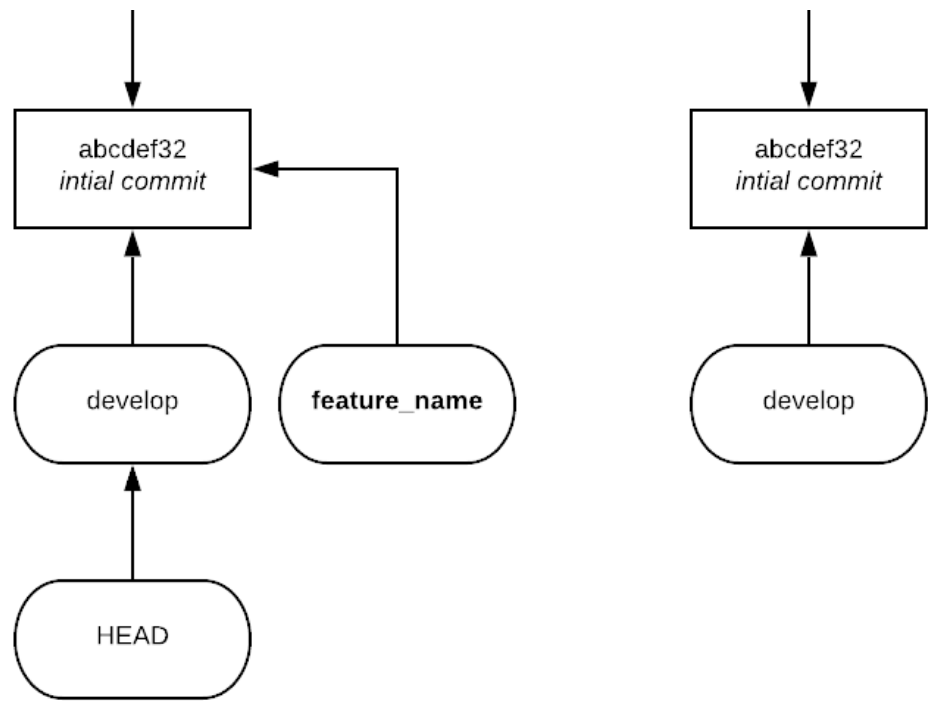 abcdef32
intial commit
abcdef32
intial commit
develop
feature_name
develop
HEAD